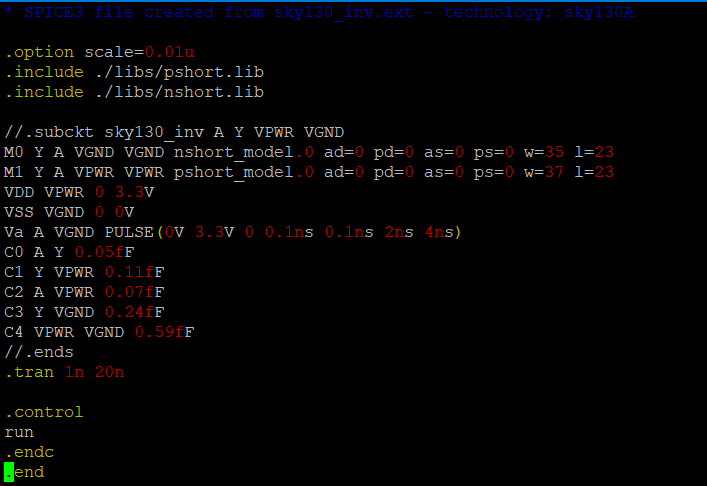 * SPICE3 file created from sky130_inv.ext - technology: sky130A
.option scale=0.01u
.include ./libs/pshort.lib
.include ./libs/nshort.lib
//.subckt sky130_inv A Y VPWR VGND
M0 Y A VGND VGND nshort_model.0 ad=0 pd=0 as=0 ps=0 w=35 l=23
M1 Y A VPWR VPWR pshort_model.0 ad=0 pd=0 as=0 ps=0 w=37 l=23
VDD VPWR 0 3.3V
VSS VGND 0 0V
Va A VGND PULSE(0V 3.3V 0 0.1ns 0.1ns 2ns 4ns)
C0 A Y 0.05fF
C1 Y VPWR 0.11fF
C2 A VPWR 0.07fF
C3 Y VGND 0.24fF
C4 VPWR VGND 0.59fF
//.ends
.tran 1n 20n
.control
run
.endc
.end